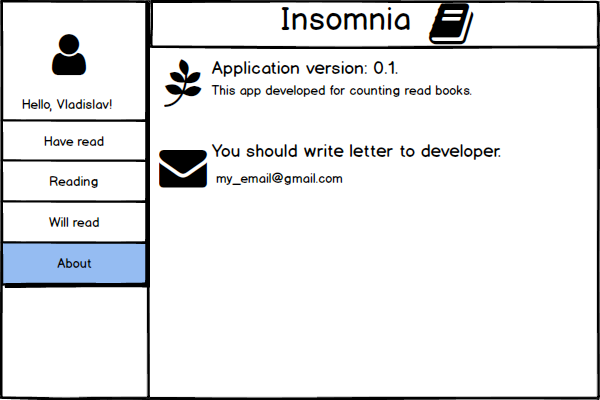 Insomnia
Hello, Vladislav!
Have read
Reading
Will read
About
Application version: 0.1.
This app developed for counting read books.
You should write letter to developer.
my_email@gmail.com